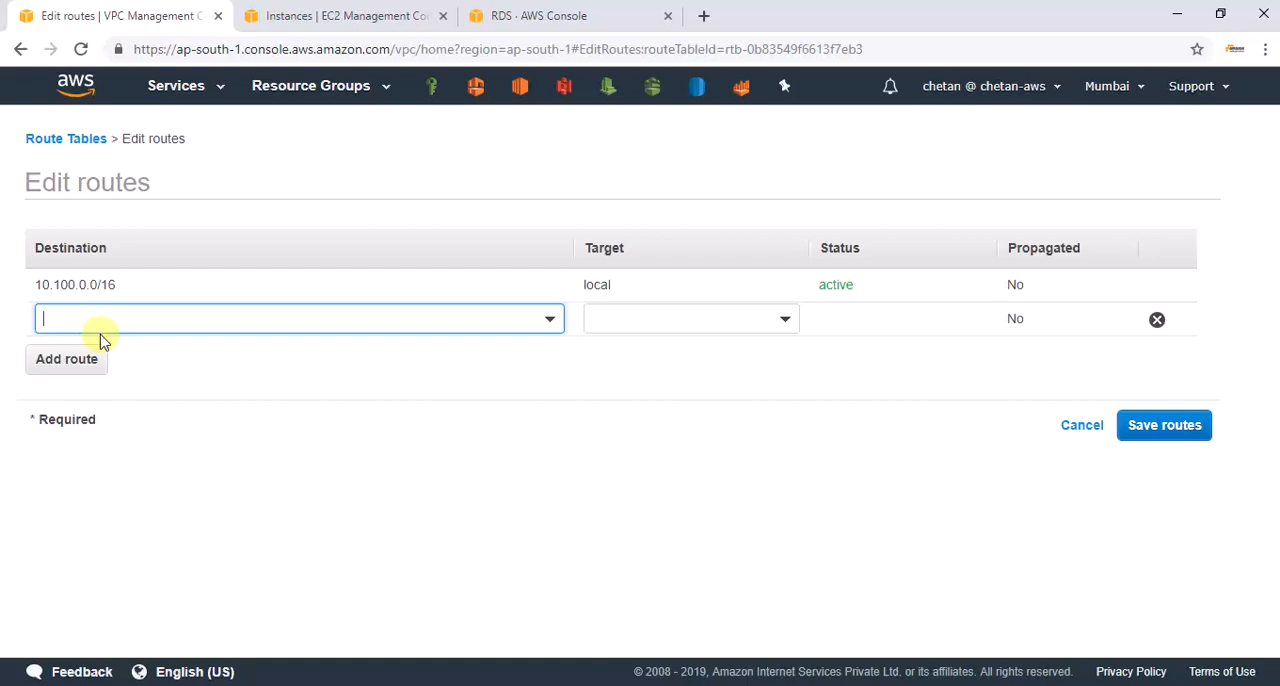 Edit routes | VPC Management C
Instances | EC2 Management Con
RDS · AWS Console
https://ap-south-1.console.aws.amazon.com/vpc/home?region=ap-south-1#EditRoutes:routeTableId=rtb-0b83549f6613f7eb3
aws
Services
Resource Groups
chetan @ chetan-aws
Mumbai
Support
Route Tables > Edit routes
Edit routes
Destination Target Status Propagated
10.100.0.0/16 local active No
No
Add route
* Required
Cancel
Save routes
Feedback
English (US)
© 2008 - 2019, Amazon Internet Services Private Ltd. or its affiliates. All rights reserved.
Privacy Policy
Terms of Use